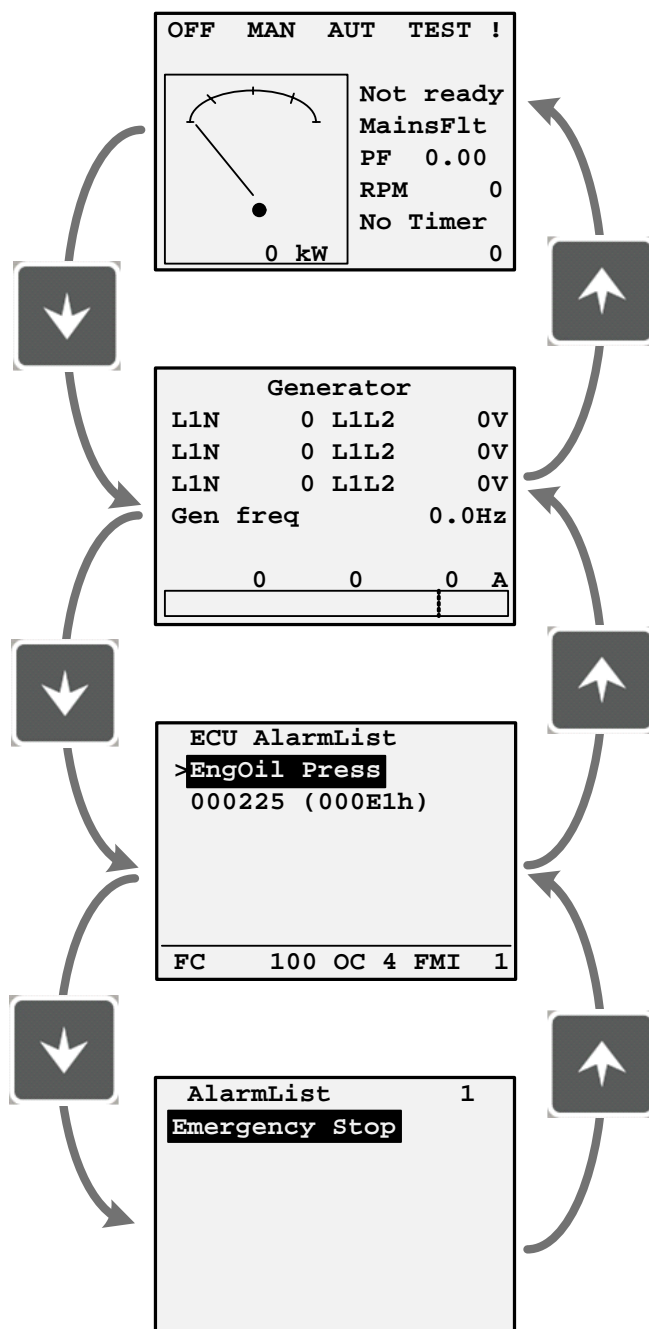 OFF MAN AUT TEST !
Not ready
MainsFlt
PF 0.00
RPM 0
No Timer
0 kW 0
Generator
L1N 0 L1L2 0V
L1N 0 L1L2 0V
L1N 0 L1L2 0V
Gen freq 0.0Hz
0 0 0 A
ECU AlarmList
>EngOil Press
000225 (000E1h)
FC 100 OC 4 FMI 1
AlarmList 1
Emergency Stop